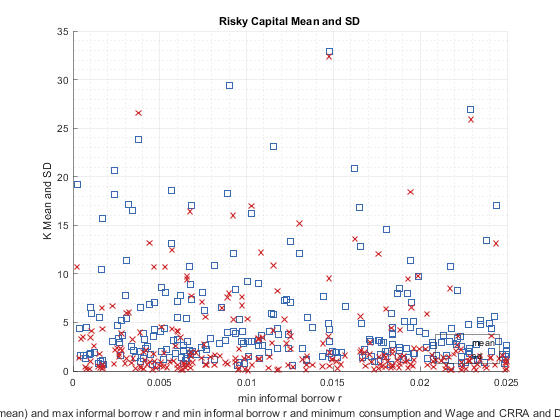 Risky Capital Mean and SD
35
30
25
20
15
10
5
0
K Mean and SD
mean)
0
0.005
0.01
0.015
0.02
0.025
min informal borrow r
mean) and max informal borrow r and min informal borrow r and minimum consumption and Wage and CRRA and